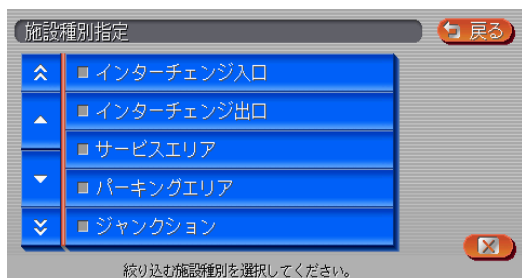 施設種別指定
戻る
インターチェンジ入口
インターチェンジ出口
サービスエリア
パーキングエリア
ジャンクション
絞り込む施設種別を選択してください。